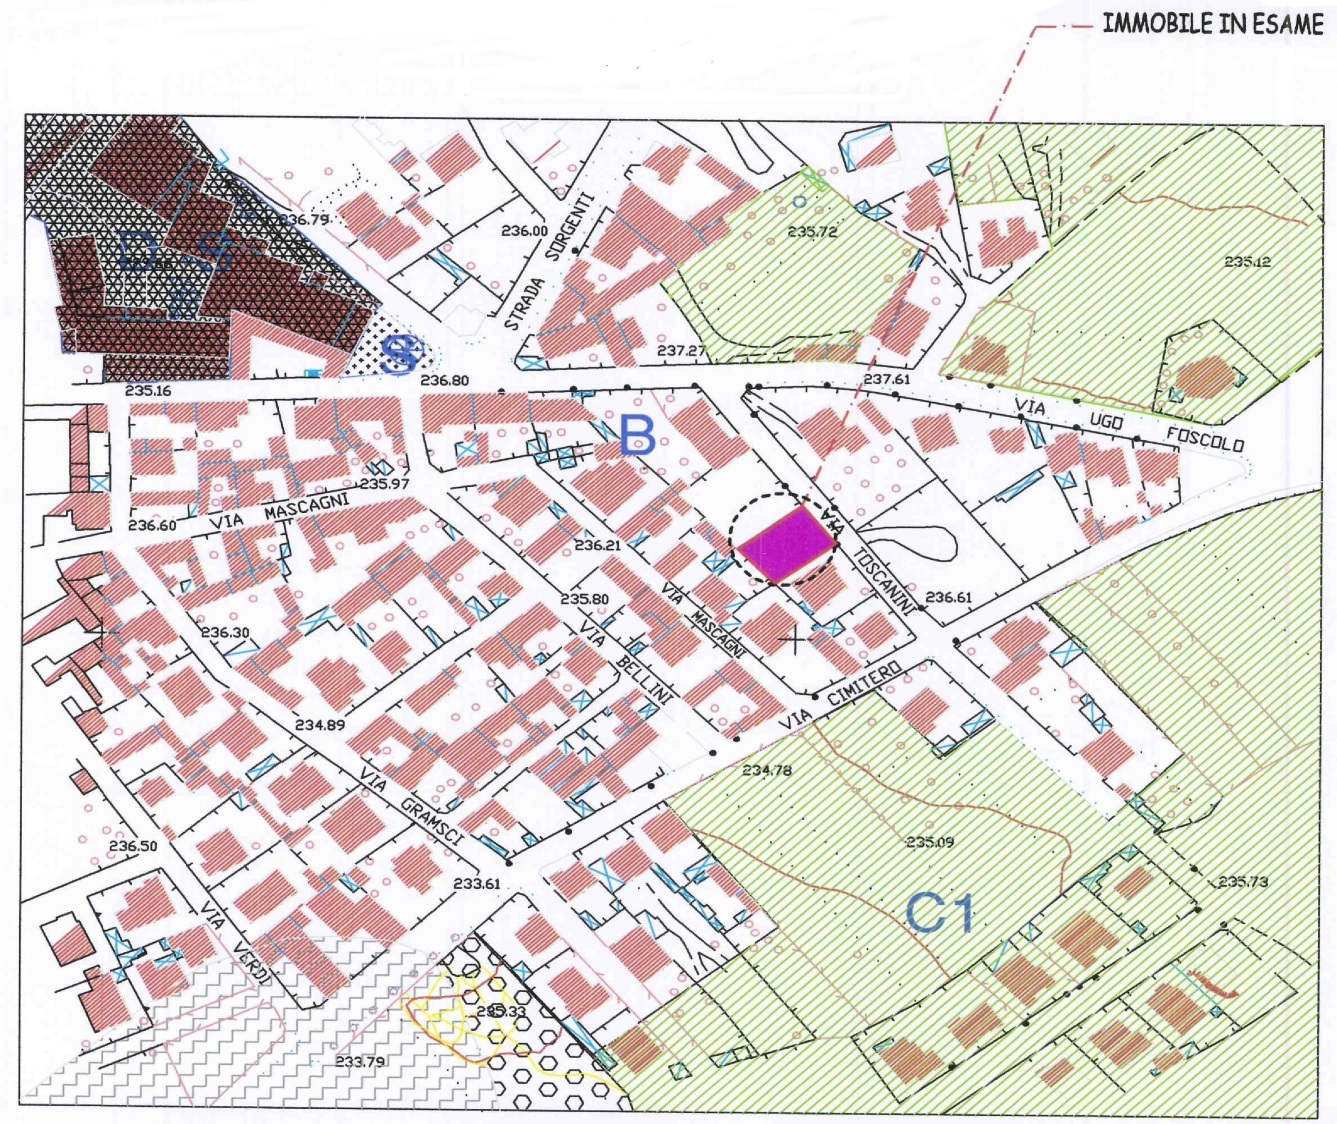 IMMOBILE IN ESAME
236.79
236.00
STRADA SORGENTI
235.72
D S
235.12
S
237.27
235.16
236.80
237.61
VIA UGO FOSCOLO
B
235.97
VIA MASCAGNI
236.60
236.21
VIA TOSCANINI
235.80
236.61
VIA MASCAGNI
236.30
VIA BELLINI
VIA CIMITERO
234.89
234.78
VIA GRAMSCI
236.50
235.09
233.61
235.73
C1
VIA VERDI
235.33
233.79